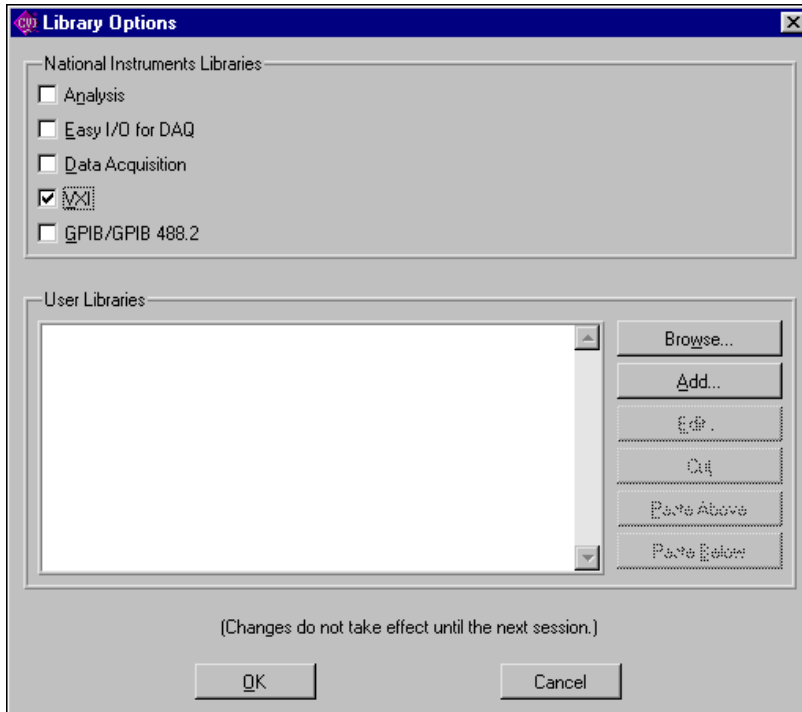 CVI Library Options
National Instruments Libraries
Analysis
Easy I/O for DAQ
Data Acquisition
VXI
GPIB/GPIB 488.2
User Libraries
Browse...
Add...
Edit...
Cut
Paste Above
Paste Below
(Changes do not take effect until the next session.)
OK
Cancel